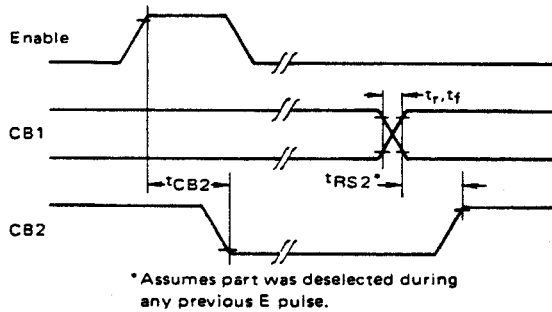 Enable
tr, tf
CB1
tCB2
tRS2*
CB2
*Assumes part was deselected during
any previous E pulse.